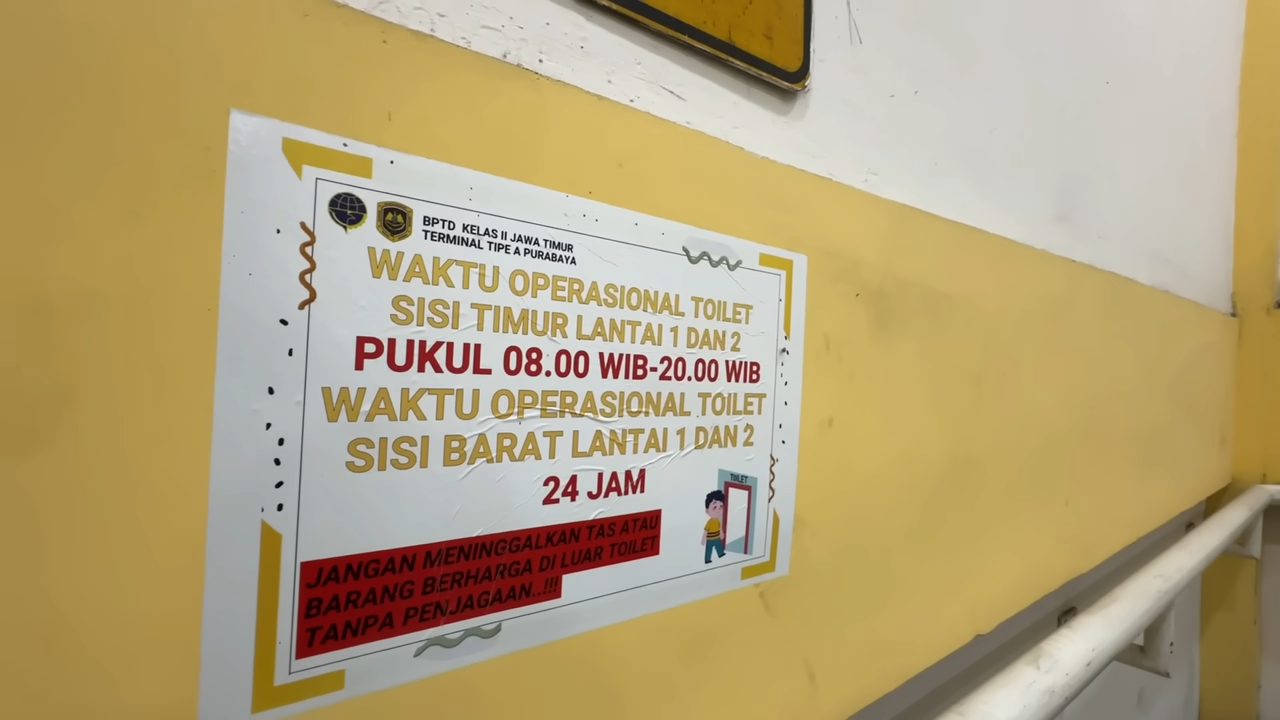 BPTD KELAS II JAWA TIMUR
TERMINAL TIPE A PURABAYA
WAKTU OPERASIONAL TOILET
SISI TIMUR LANTAI 1 DAN 2
PUKUL 08.00 WIB-20.00 WIB
WAKTU OPERASIONAL TOILET
SISI BARAT LANTAI 1 DAN 2
24 JAM
TOILET
JANGAN MENINGGALKAN TAS ATAU
BARANG BERHARGA DI LUAR TOILET
TANPA PENJAGAAN..!!!